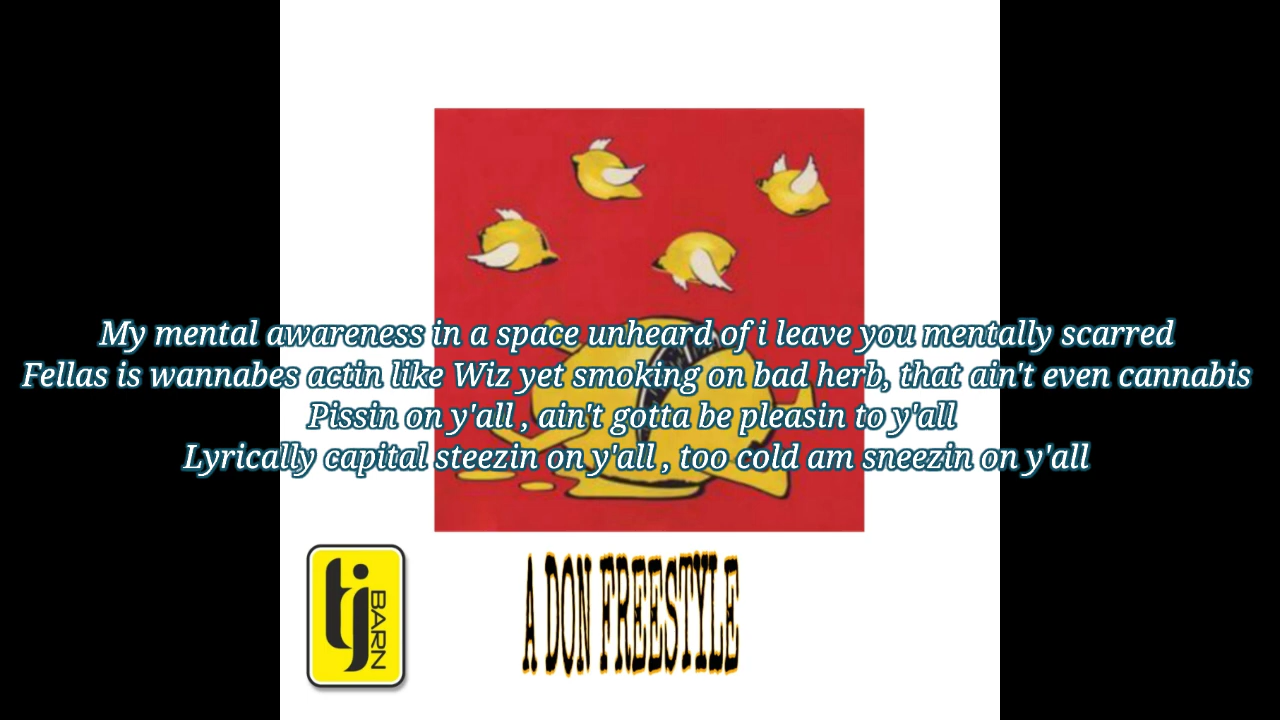 My mental awareness in a space unheard of i leave you mentally scarred
Fellas is wannabes actin like Wiz yet smoking on bad herb, that ain't even cannabis
Pissin on y'all , ain't gotta be pleasin to y'all
Lyrically capital steezin on y'all , too cold am sneezin on y'all
tj BARN
A DON FREESTYLE